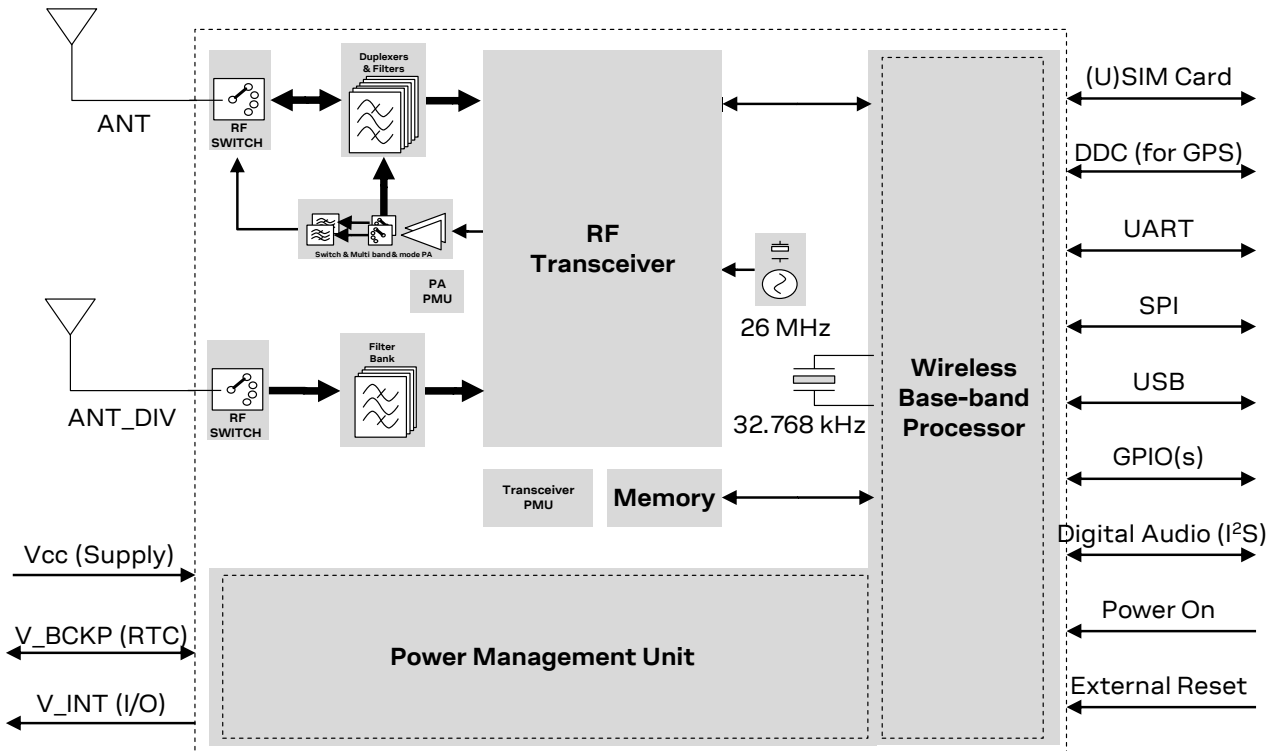 Duplexers
& Filters
ANT
RF
SWITCH
Switch & Multi band & mode PA
PA
PMU
RF
Transceiver
26 MHz
32.768 kHz
ANT_DIV
RF
SWITCH
Filter
Bank
Transceiver
PMU
Memory
Wireless
Base-band
Processor
Power Management Unit
Vcc (Supply)
V_BCKP (RTC)
V_INT (I/O)
(U)SIM Card
DDC (for GPS)
UART
SPI
USB
GPIO(s)
Digital Audio (I²S)
Power On
External Reset